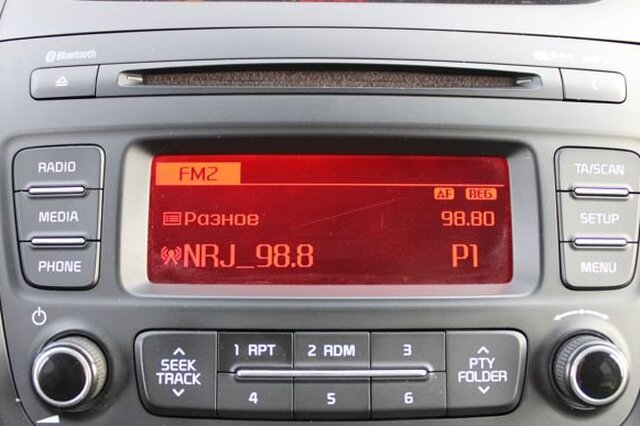 Bluetooth
RADIO
MEDIA
PHONE
FM2
AF REG
Разное 98.80
NRJ_98.8 P1
TA/SCAN
SETUP
MENU
SEEK
TRACK
1 RPT 2 RDM 3
4 5 6
PTY
FOLDER